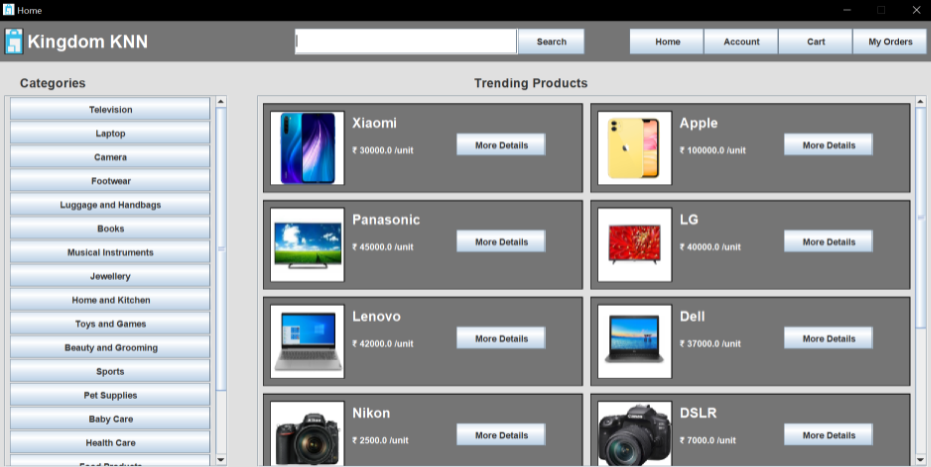 Home
Kingdom KNN
Search
Home
Account
Cart
My Orders
Categories
Trending Products
Television
Laptop
Camera
Footwear
Luggage and Handbags
Books
Musical Instruments
Jewellery
Home and Kitchen
Toys and Games
Beauty and Grooming
Sports
Pet Supplies
Baby Care
Health Care
Food Products
Xiaomi
₹ 30000.0 /unit
More Details
Apple
₹ 100000.0 /unit
More Details
Panasonic
₹ 45000.0 /unit
More Details
LG
₹ 40000.0 /unit
More Details
Lenovo
₹ 42000.0 /unit
More Details
Dell
₹ 37000.0 /unit
More Details
Nikon
₹ 2500.0 /unit
More Details
DSLR
₹ 7000.0 /unit
More Details